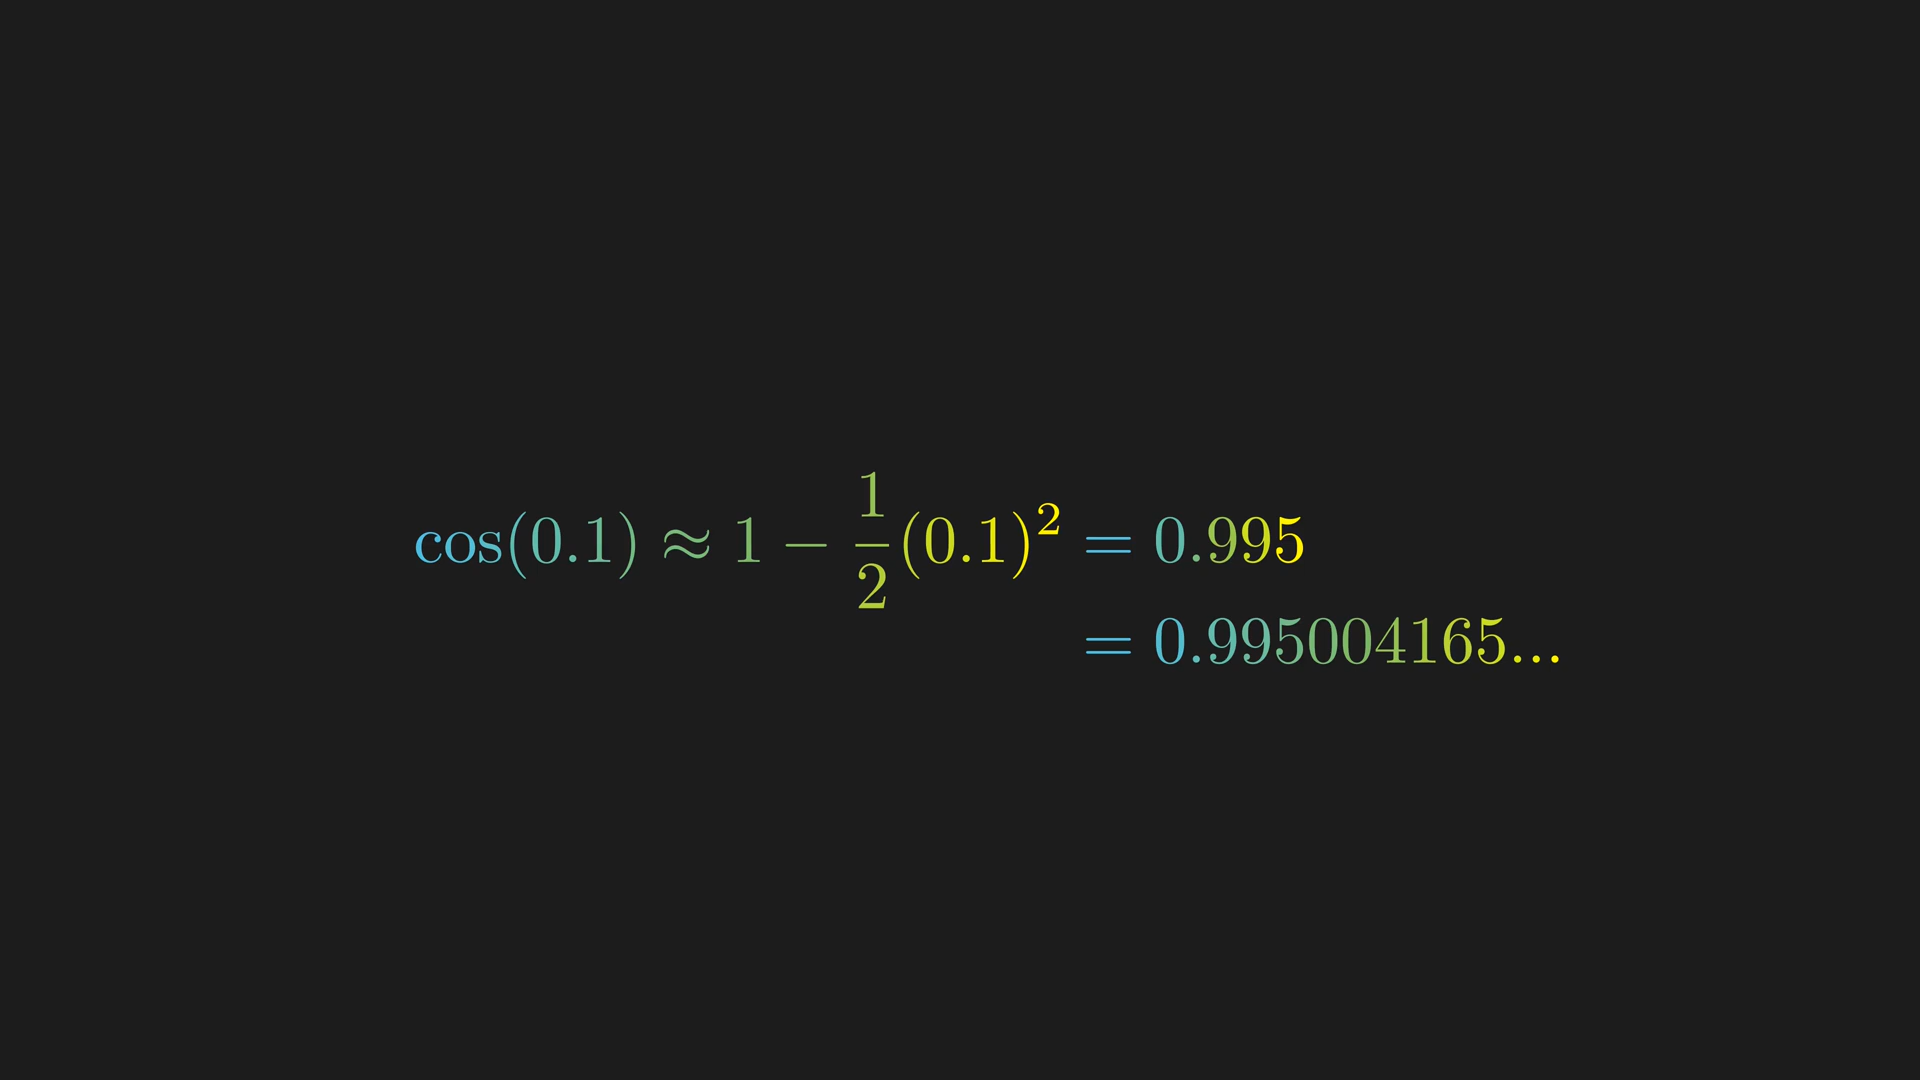 cos(0.1) ≈ 1 − 1/2 (0.1)² = 0.995
= 0.995004165...